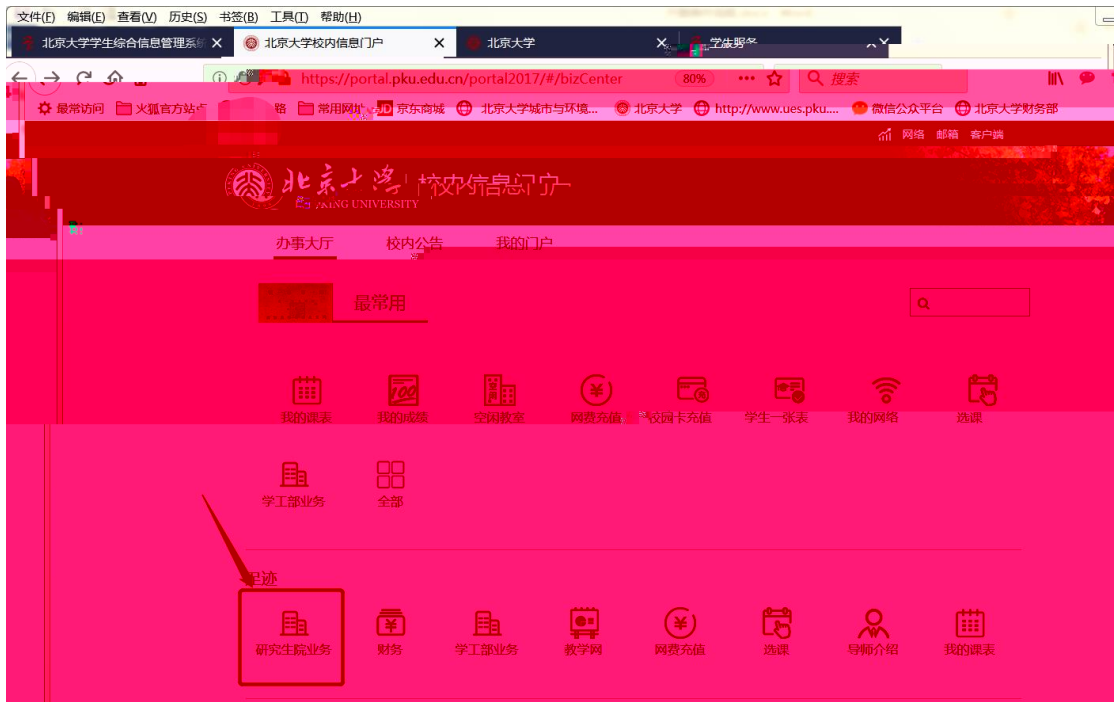 文件(F) 编辑(E) 查看(V) 历史(S) 书签(B) 工具(T) 帮助(H)
北京大学学生综合信息管理系统 北京大学校内信息门户 北京大学
https://portal.pku.edu.cn/portal2017/#/bizCenter 80% 搜索
最常访问 火狐官方站点 常用网址 JD 京东商城 北京大学城市与环境... 北京大学 http://www.ues.pku.... 微信公众平台 北京大学财务部
网络 邮箱 客户端
北京大学 校内信息门户
UNIVERSITY
办事大厅 校内公告 我的门户
最常用
我的课表 我的成绩 空闲教室 网费充值 校园卡充值 学生一张表 我的网络 选课
学工部业务 全部
足迹
研究生院业务 财务 学工部业务 教学网 网费充值 选课 导师介绍 我的课表